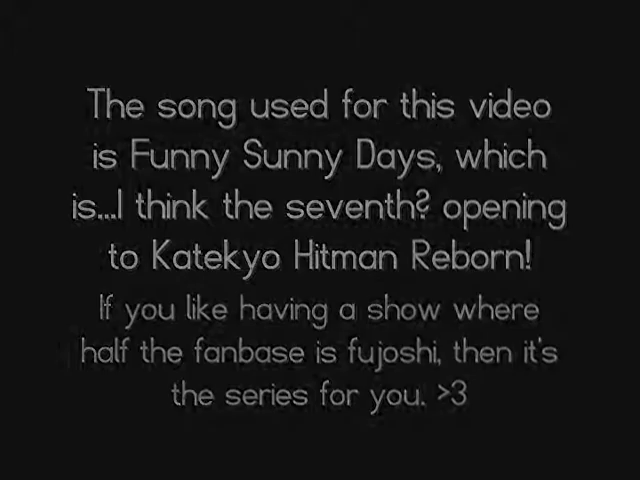 The song used for this video
is Funny Sunny Days, which
is...I think the seventh? opening
to Katekyo Hitman Reborn!
If you like having a show where
half the fanbase is fujoshi, then it's
the series for you. >3